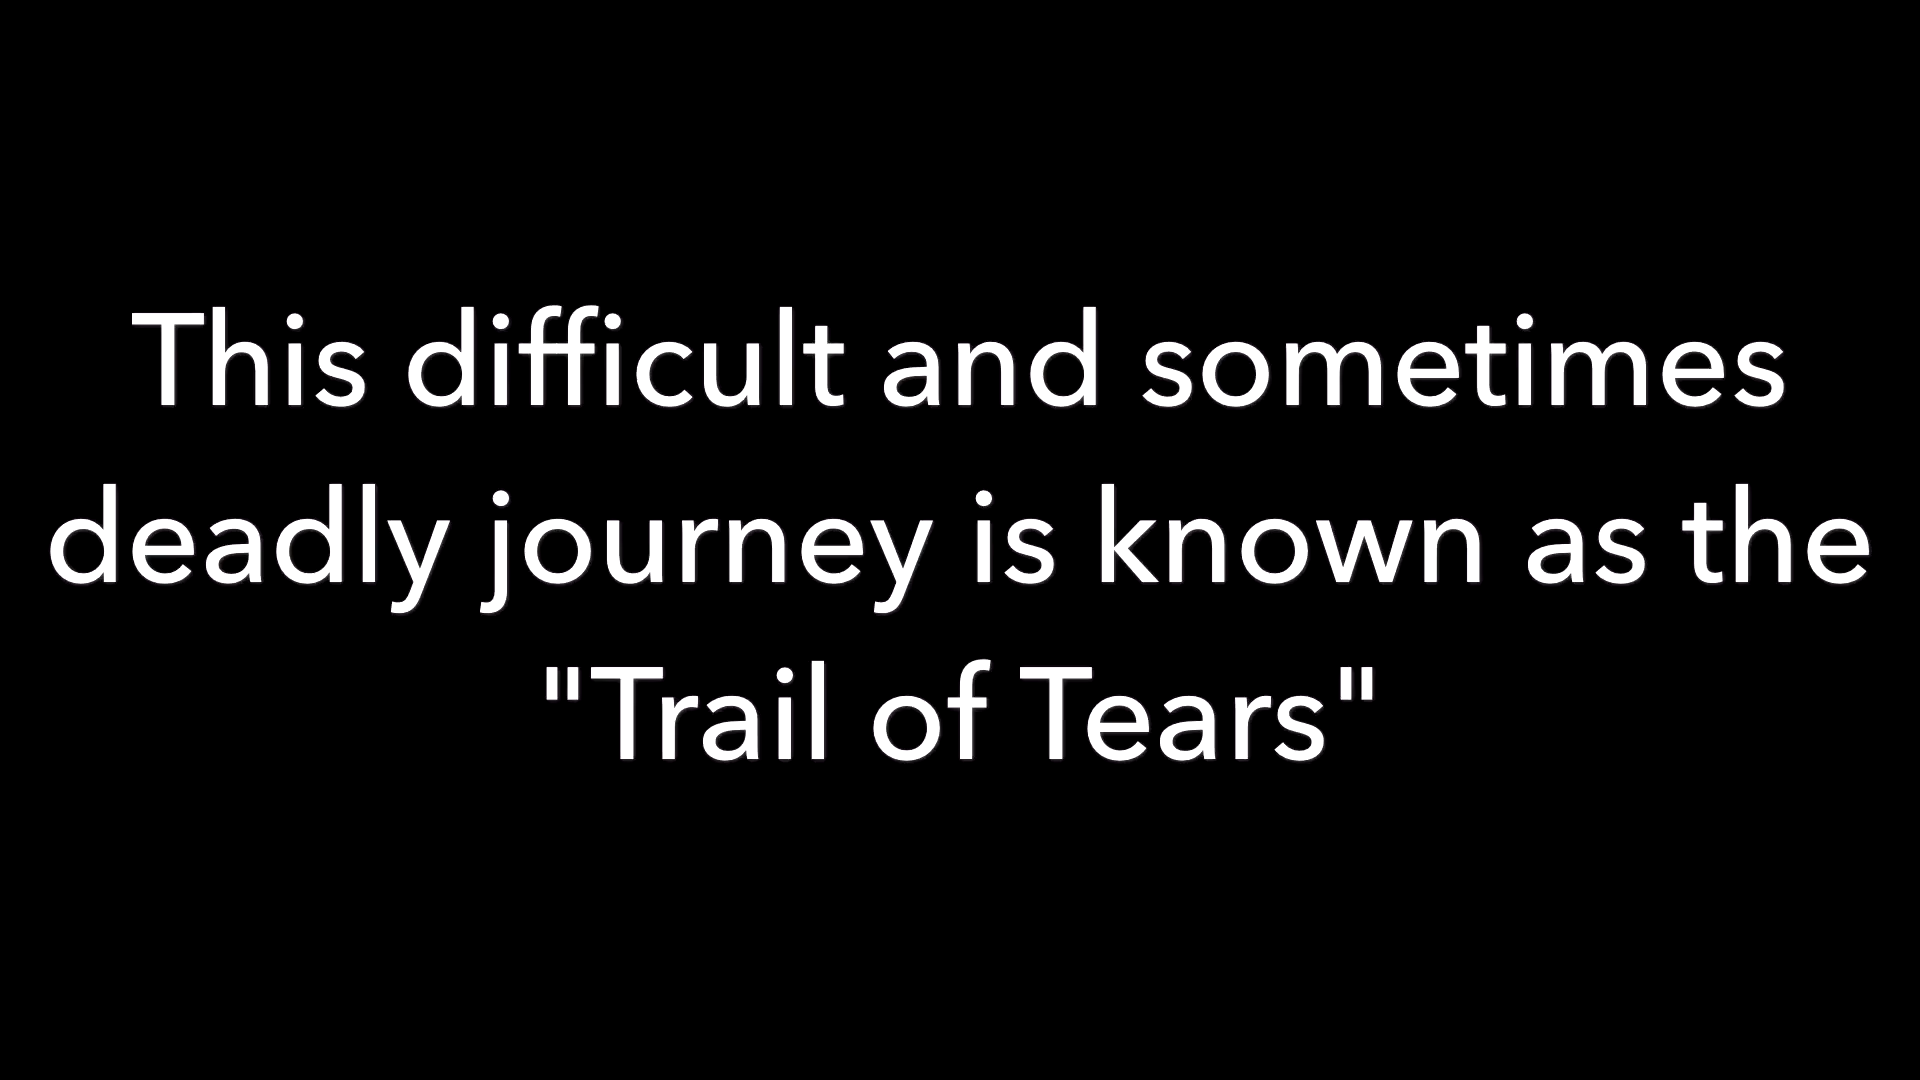 This difficult and sometimes
deadly journey is known as the
"Trail of Tears"